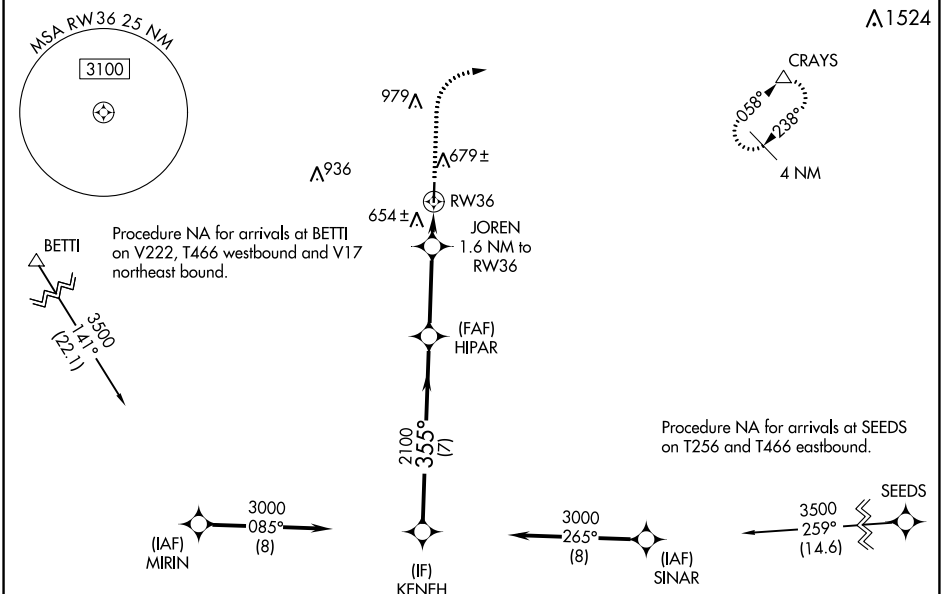 MSA RW36 25 NM
3100
1524
CRAYS
058°
238°
4 NM
979
936
679±
RW36
654±
JOREN
1.6 NM to
RW36
BETTI
Procedure NA for arrivals at BETTI
on V222, T466 westbound and V17
northeast bound.
3500
141°
(22.1)
(FAF)
HIPAR
2100
355°
(7)
Procedure NA for arrivals at SEEDS
on T256 and T466 eastbound.
SEEDS
3500
259°
(14.6)
(IAF)
MIRIN
3000
085°
(8)
(IF)
KENEH
3000
265°
(8)
(IAF)
SINAR